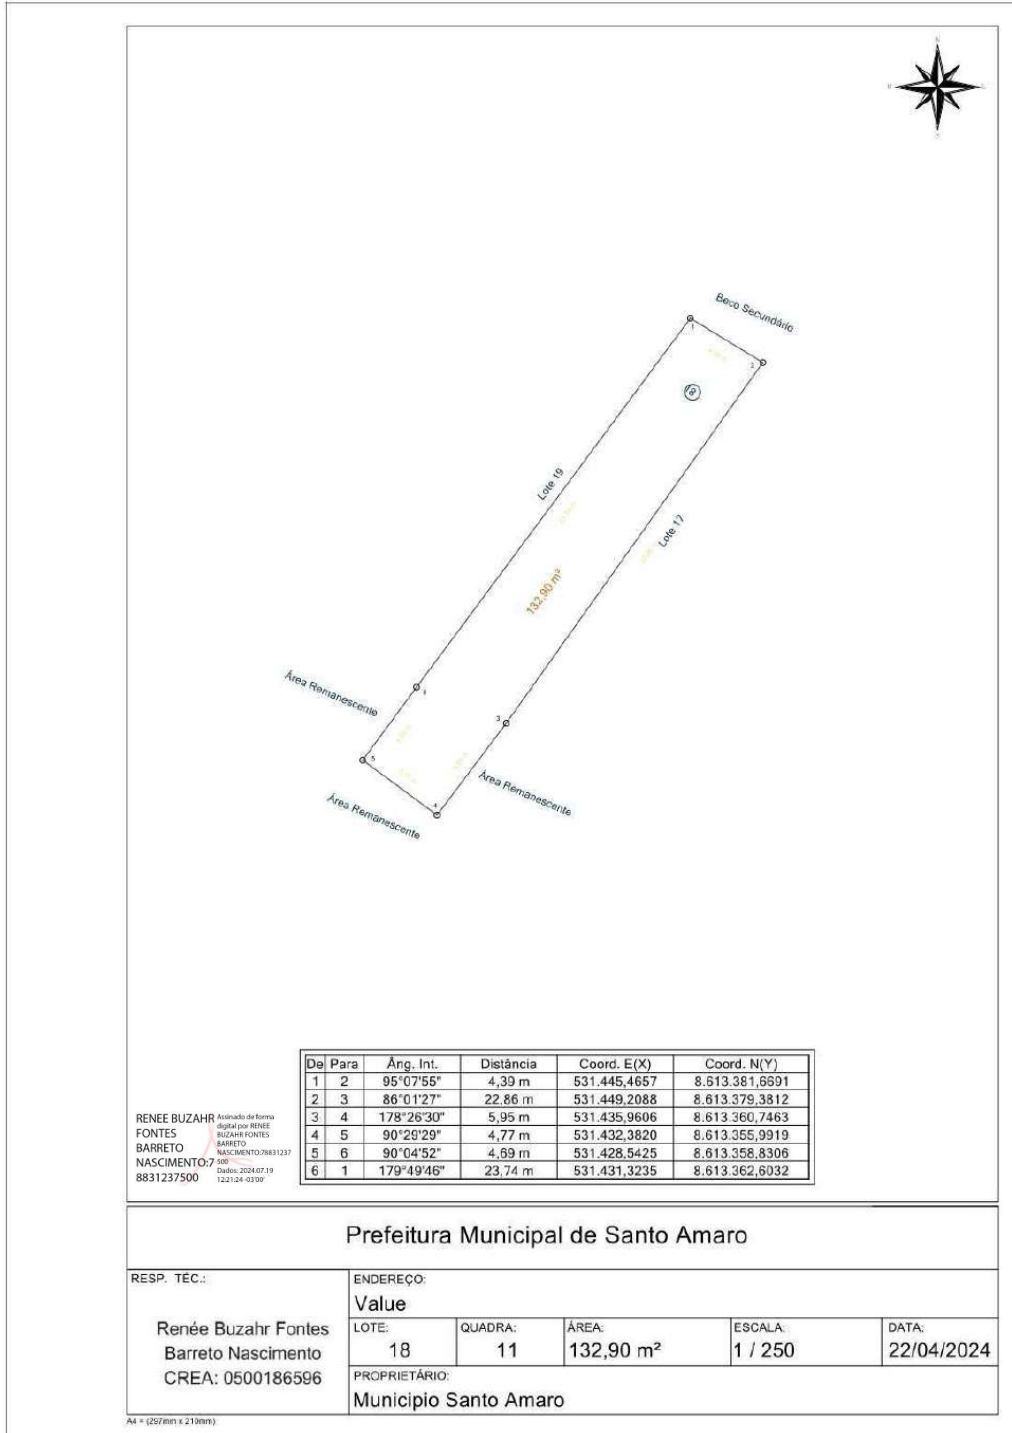 Beco Secundário
1
2
18
Lote 19
Lote 17
132,90 m²
Área Remanescente
6
3
5
Área Remanescente
4
Área Remanescente
De Para Âng. Int. Distância Coord. E(X) Coord. N(Y)
1 2 95°07'55" 4,39 m 531.445,4657 8.613.381,6691
2 3 86°01'27" 22,86 m 531.449,2088 8.613.379,3812
3 4 178°26'30" 5,95 m 531.435,9606 8.613.360,7463
4 5 90°29'29" 4,77 m 531.432,3820 8.613.355,9919
5 6 90°04'52" 4,69 m 531.428,5425 8.613.358,8306
6 1 179°49'46" 23,74 m 531.431,3235 8.613.362,6032
RENEE BUZAHR
FONTES
BARRETO
NASCIMENTO:7
8831237500
Assinado de forma
digital por RENEE
BUZAHR FONTES
BARRETO
NASCIMENTO:78831237
500
Dados: 2024.07.19
12:21:24 -03'00'
Prefeitura Municipal de Santo Amaro
RESP. TÉC.:
Renée Buzahr Fontes
Barreto Nascimento
CREA: 0500186596
ENDEREÇO:
Value
LOTE: QUADRA: ÁREA: ESCALA: DATA:
18 11 132,90 m² 1 / 250 22/04/2024
PROPRIETÁRIO:
Municipio Santo Amaro
A4 = (297mm x 210mm)